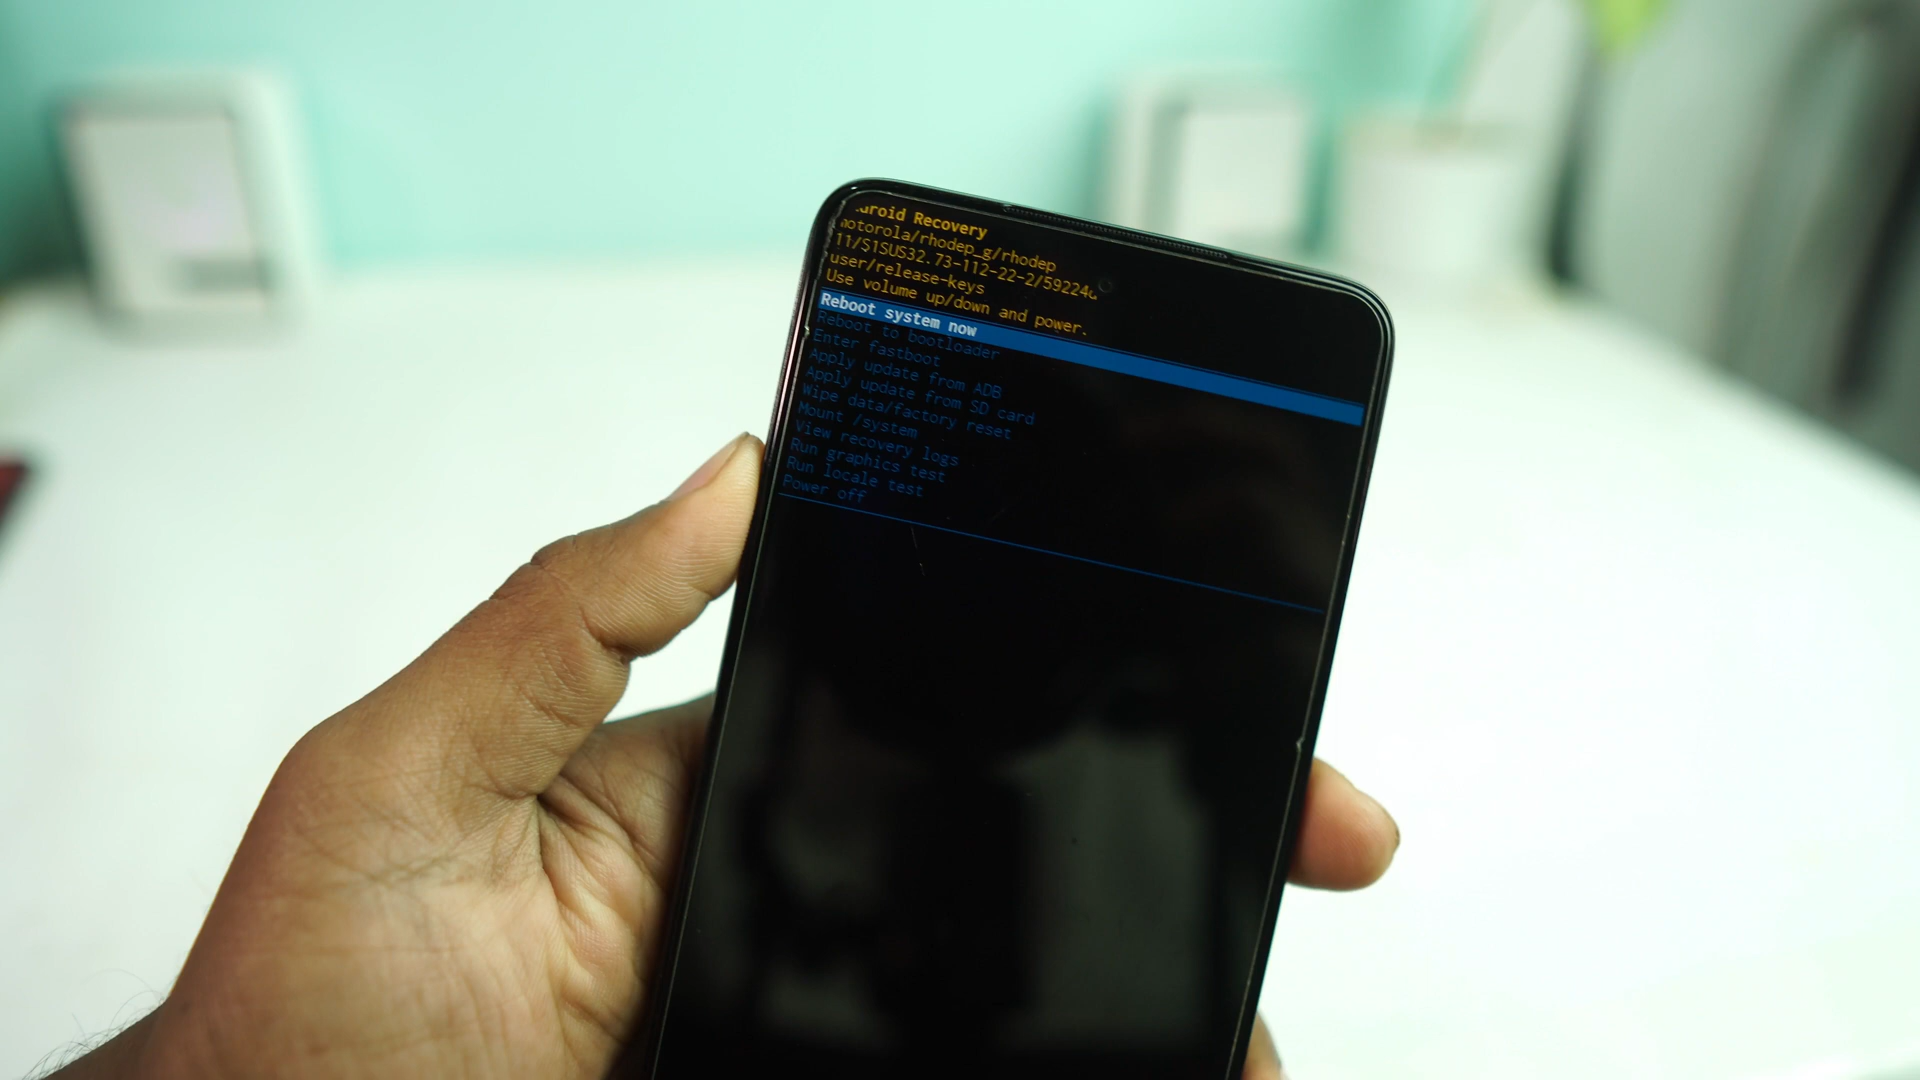 Recovery
motorola/rhodep_g/rhodep
11/S1SUS32.73-112-22-2/59224
user/release-keys
Use volume up/down and power.
Reboot system now
Reboot to bootloader
Enter fastboot
Apply update from ADB
Apply update from SD card
Wipe data/factory reset
Mount /system
View recovery logs
Run graphics test
Run locale test
Power off